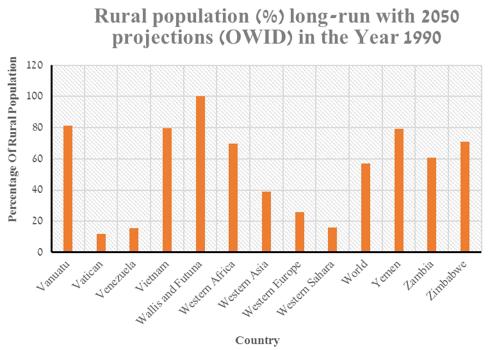 Rural population (%) long-run with 2050
projections (OWID) in the Year 1990
Percentage Of Rural Population
120
100
80
60
40
20
0
Vanuatu
Vatican
Venezuela
Vietnam
Wallis and Futuna
Western Africa
Western Asia
Western Europe
Western Sahara
World
Yemen
Zambia
Zimbabwe
Country